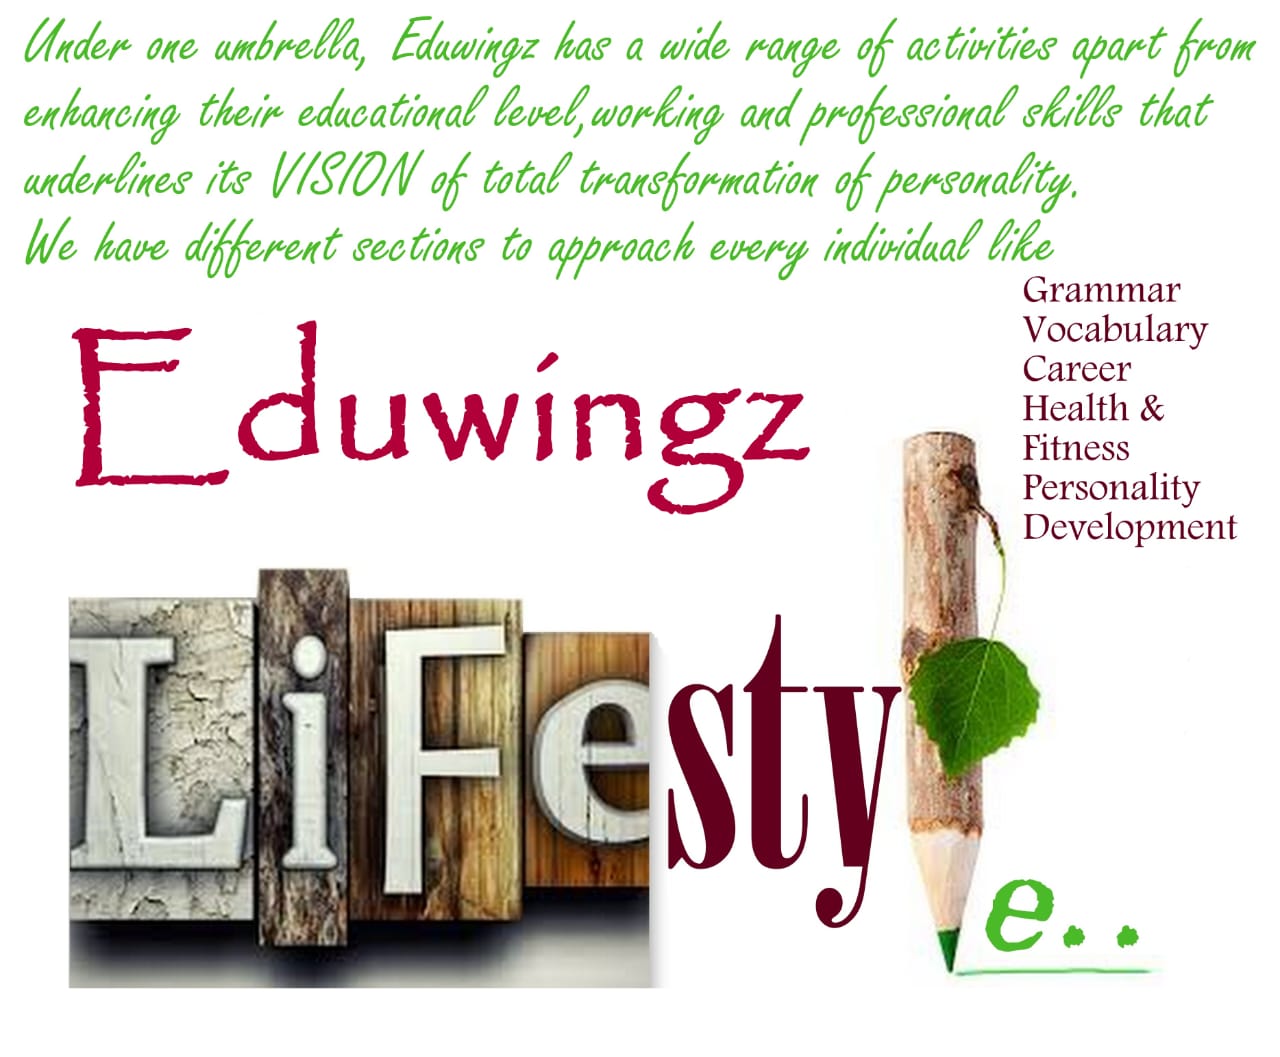 Under one umbrella, Eduwingz has a wide range of activities apart from
enhancing their educational level,working and professional skills that
underlines its VISION of total transformation of personality.
We have different sections to approach every individual like
Grammar
Vocabulary
Career
Health &
Fitness
Personality
Development
Eduwingz
LiFestyle..